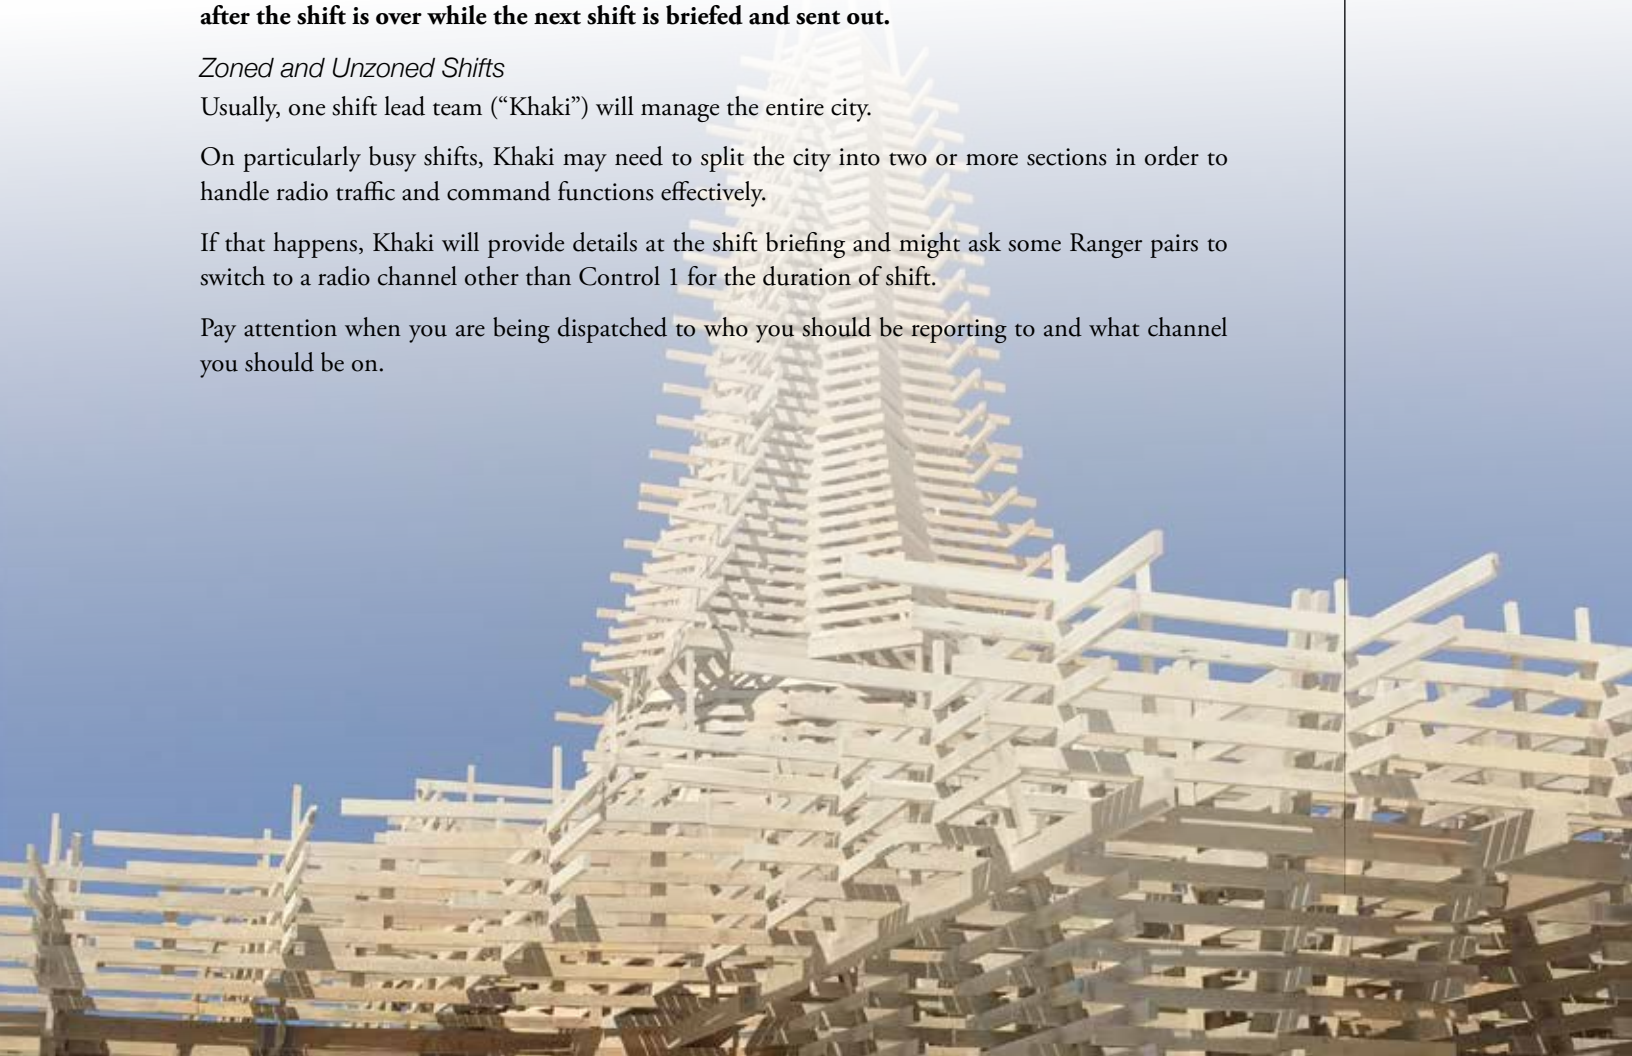 after the shift is over while the next shift is briefed and sent out.
Zoned and Unzoned Shifts
Usually, one shift lead team (“Khaki”) will manage the entire city.
On particularly busy shifts, Khaki may need to split the city into two or more sections in order to
handle radio traffic and command functions effectively.
If that happens, Khaki will provide details at the shift briefing and might ask some Ranger pairs to
switch to a radio channel other than Control 1 for the duration of shift.
Pay attention when you are being dispatched to who you should be reporting to and what channel
you should be on.